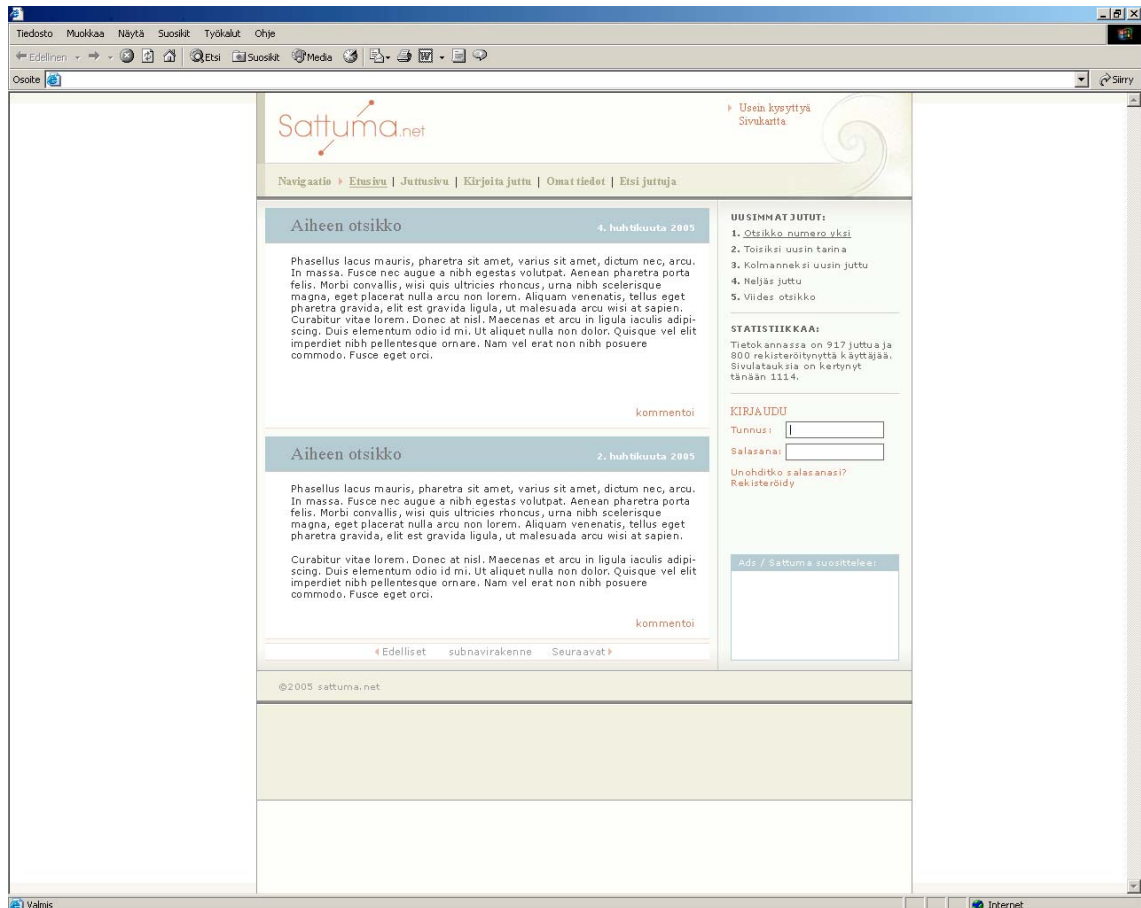 Tiedosto Muokkaa Näytä Suosikit Työkalut Ohje
Edellinen Etsi Suosikit Media
Osoite Siirry
Sattuma.net
Usein kysyttyä
Sivukartta
Navigaatio Etusivu | Juttusivu | Kirjoita juttu | Omat tiedot | Etsi juttuja
Aiheen otsikko 4. huhtikuuta 2005
Phasellus lacus mauris, pharetra sit amet, varius sit amet, dictum nec, arcu.
In massa. Fusce nec augue a nibh egestas volutpat. Aenean pharetra porta
felis. Morbi convallis, wisi quis ultricies rhoncus, urna nibh scelerisque
magna, eget placerat nulla arcu non lorem. Aliquam venenatis, tellus eget
pharetra gravida, elit est gravida ligula, ut malesuada arcu wisi at sapien.
Curabitur vitae lorem. Donec at nisl. Maecenas et arcu in ligula iaculis adipi-
scing. Duis elementum odio id mi. Ut aliquet nulla non dolor. Quisque vel elit
imperdiet nibh pellentesque ornare. Nam vel erat non nibh posuere
commodo. Fusce eget orci.
kommentoi
Aiheen otsikko 2. huhtikuuta 2005
Phasellus lacus mauris, pharetra sit amet, varius sit amet, dictum nec, arcu.
In massa. Fusce nec augue a nibh egestas volutpat. Aenean pharetra porta
felis. Morbi convallis, wisi quis ultricies rhoncus, urna nibh scelerisque
magna, eget placerat nulla arcu non lorem. Aliquam venenatis, tellus eget
pharetra gravida, elit est gravida ligula, ut malesuada arcu wisi at sapien.
Curabitur vitae lorem. Donec at nisl. Maecenas et arcu in ligula iaculis adipi-
scing. Duis elementum odio id mi. Ut aliquet nulla non dolor. Quisque vel elit
imperdiet nibh pellentesque ornare. Nam vel erat non nibh posuere
commodo. Fusce eget orci.
kommentoi
Edelliset subnavirakenne Seuraavat
UUSIMMAT JUTUT:
1. Otsikko numero yksi
2. Toisiksi uusin tarina
3. Kolmanneksi uusin juttu
4. Neljäs juttu
5. Viides otsikko
STATISTIIKKAA:
Tietokannassa on 917 juttua ja
800 rekisteröitynyttä käyttäjää.
Sivulatauksia on kertynyt
tänään 1114.
KIRJAUDU
Tunnus:
Salasana:
Unohditko salasanasi?
Rekisteröidy
Ads / Sattuma suosittelee:
©2005 sattuma.net
Valmis Internet